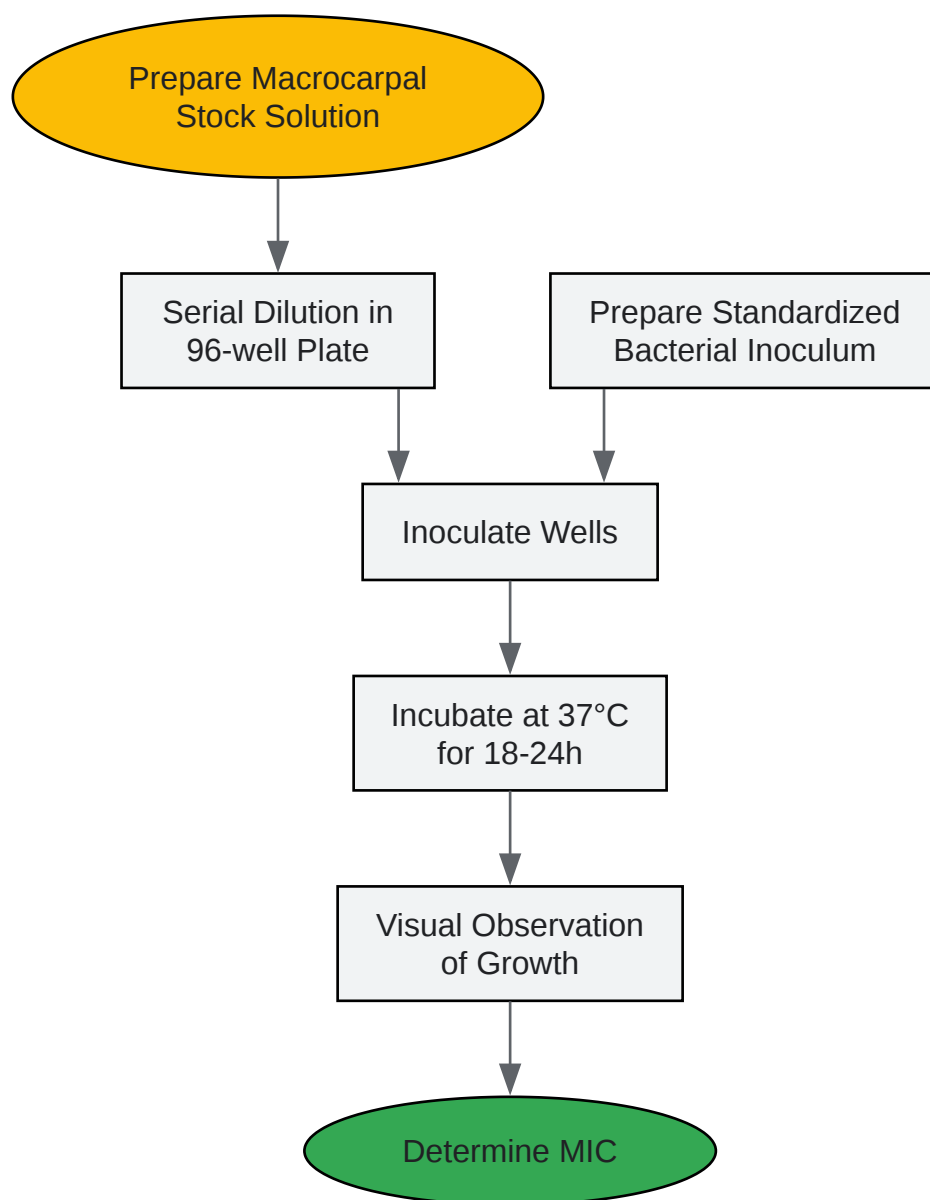 Prepare Macrocarpal
Stock Solution
Serial Dilution in
96-well Plate
Prepare Standardized
Bacterial Inoculum
Inoculate Wells
Incubate at 37°C
for 18-24h
Visual Observation
of Growth
Determine MIC